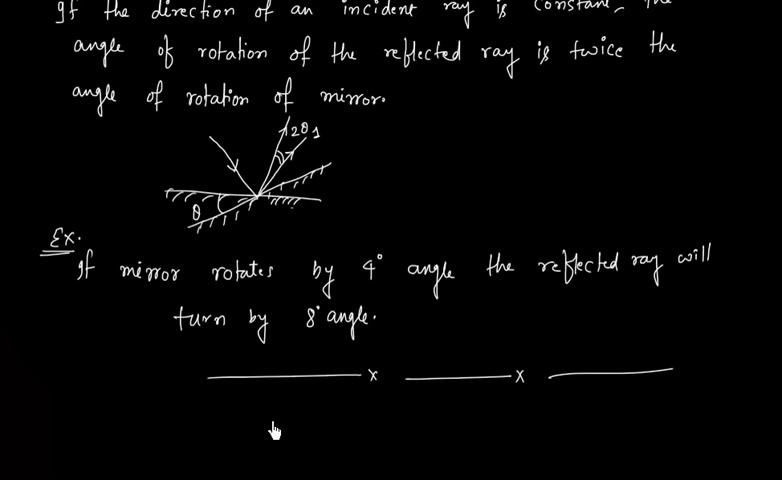 If the direction of an incident ray is constant, the
angle of rotation of the reflected ray is twice the
angle of rotation of mirror.
2θ 1
θ
Ex.
If mirror rotates by 4° angle the reflected ray will
turn by 8° angle.
x x